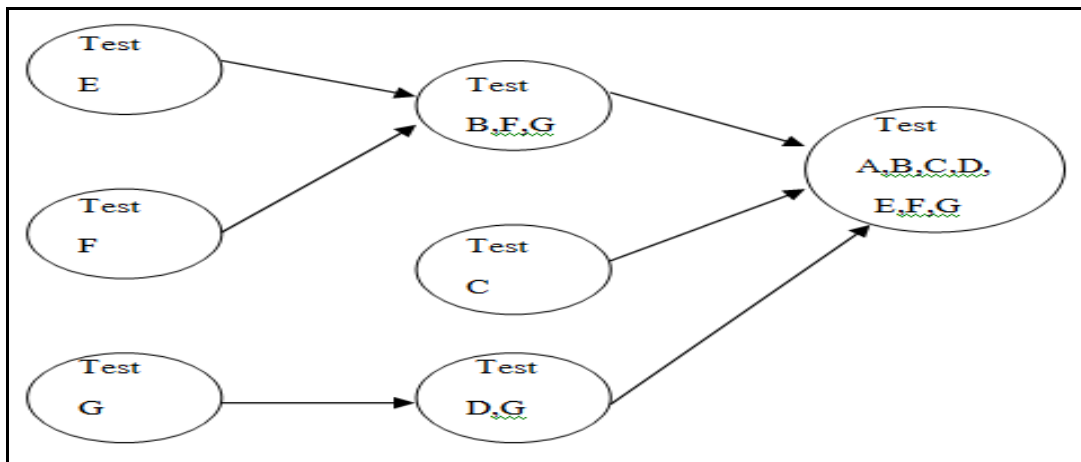 Test
E
Test
F
Test
G
Test
B,F,G
Test
C
Test
D,G
Test
A,B,C,D,
E,F,G